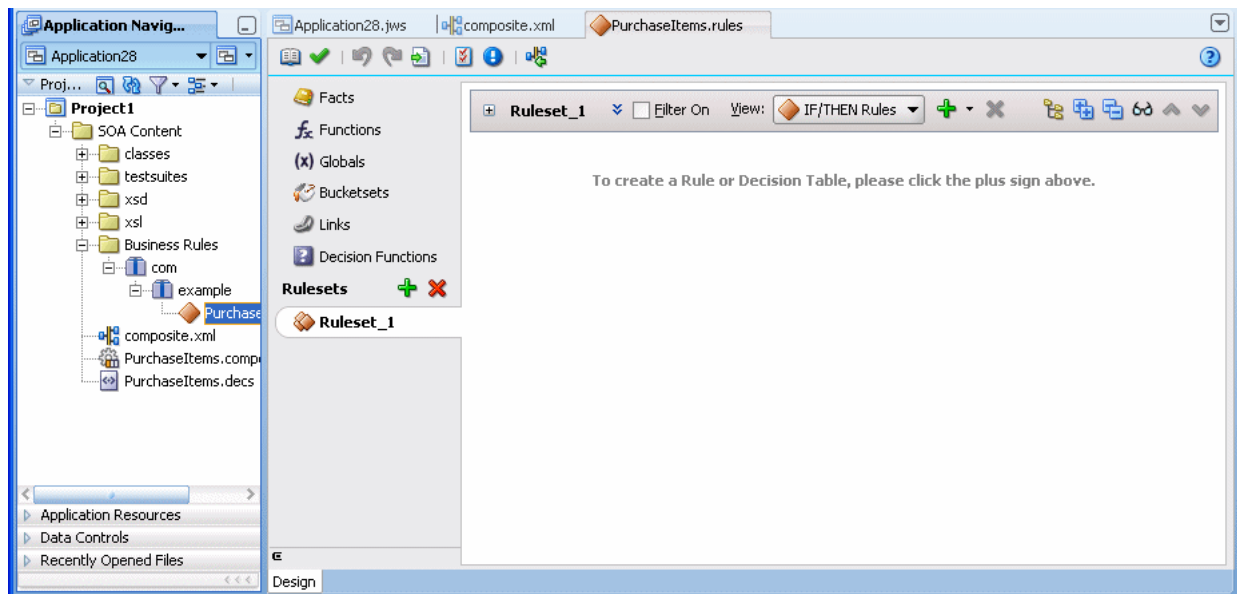 Application Navig...
Application28
Proj...
Project1
SOA Content
classes
testsuites
xsd
xsl
Business Rules
com
example
Purchase
composite.xml
PurchaseItems.compo
PurchaseItems.decs
Application Resources
Data Controls
Recently Opened Files
Application28.jws
composite.xml
PurchaseItems.rules
Facts
fx Functions
(x) Globals
Bucketsets
Links
Decision Functions
Rulesets
Ruleset_1
Design
Ruleset_1 Filter On View: IF/THEN Rules
To create a Rule or Decision Table, please click the plus sign above.